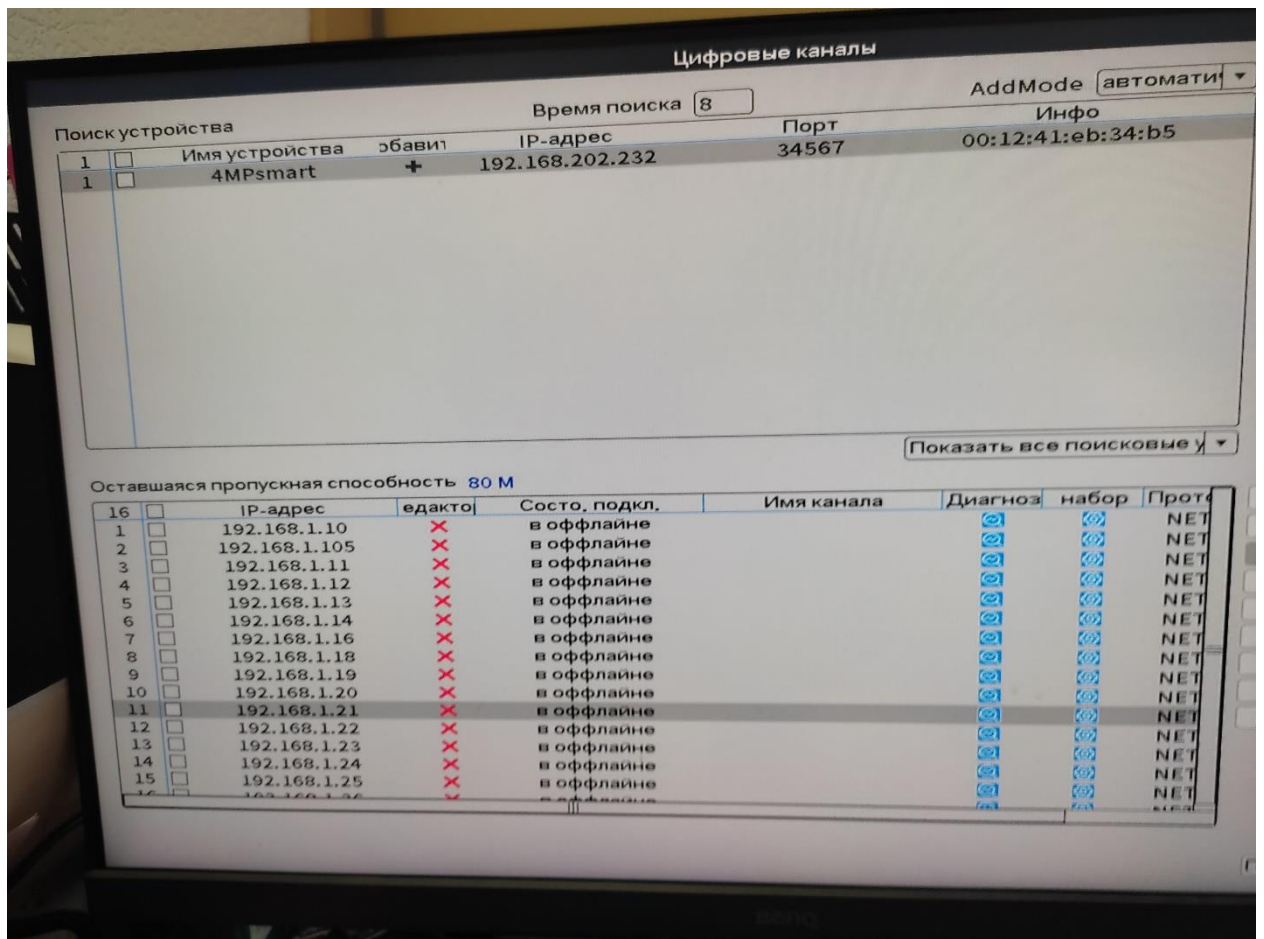 Цифровые каналы
Поиск устройства Время поиска 8 AddMode автомати
1 Имя устройства обавит IP-адрес Порт Инфо
1 4MPsmart + 192.168.202.232 34567 00:12:41:eb:34:b5
Показать все поисковые у
Оставшаяся пропускная способность 80 M
16 IP-адрес едактор Состо. подкл. Имя канала Диагноз набор Прото
1 192.168.1.10 в оффлайне NET
2 192.168.1.105 в оффлайне NET
3 192.168.1.11 в оффлайне NET
4 192.168.1.12 в оффлайне NET
5 192.168.1.13 в оффлайне NET
6 192.168.1.14 в оффлайне NET
7 192.168.1.16 в оффлайне NET
8 192.168.1.18 в оффлайне NET
9 192.168.1.19 в оффлайне NET
10 192.168.1.20 в оффлайне NET
11 192.168.1.21 в оффлайне NET
12 192.168.1.22 в оффлайне NET
13 192.168.1.23 в оффлайне NET
14 192.168.1.24 в оффлайне NET
15 192.168.1.25 в оффлайне NET
BENQ